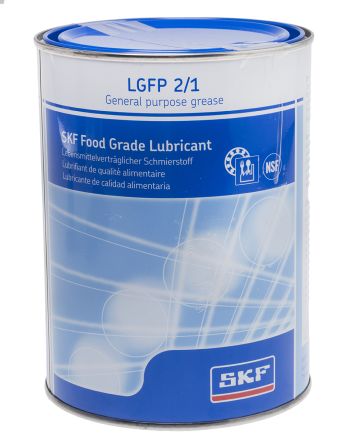 LGFP 2/1
General purpose grease
SKF Food Grade Lubricant
Lebensmittelverträglicher Schmierstoff
Lubrifiant de qualité alimentaire
Lubricante de calidad alimentaria
NSF
SKF